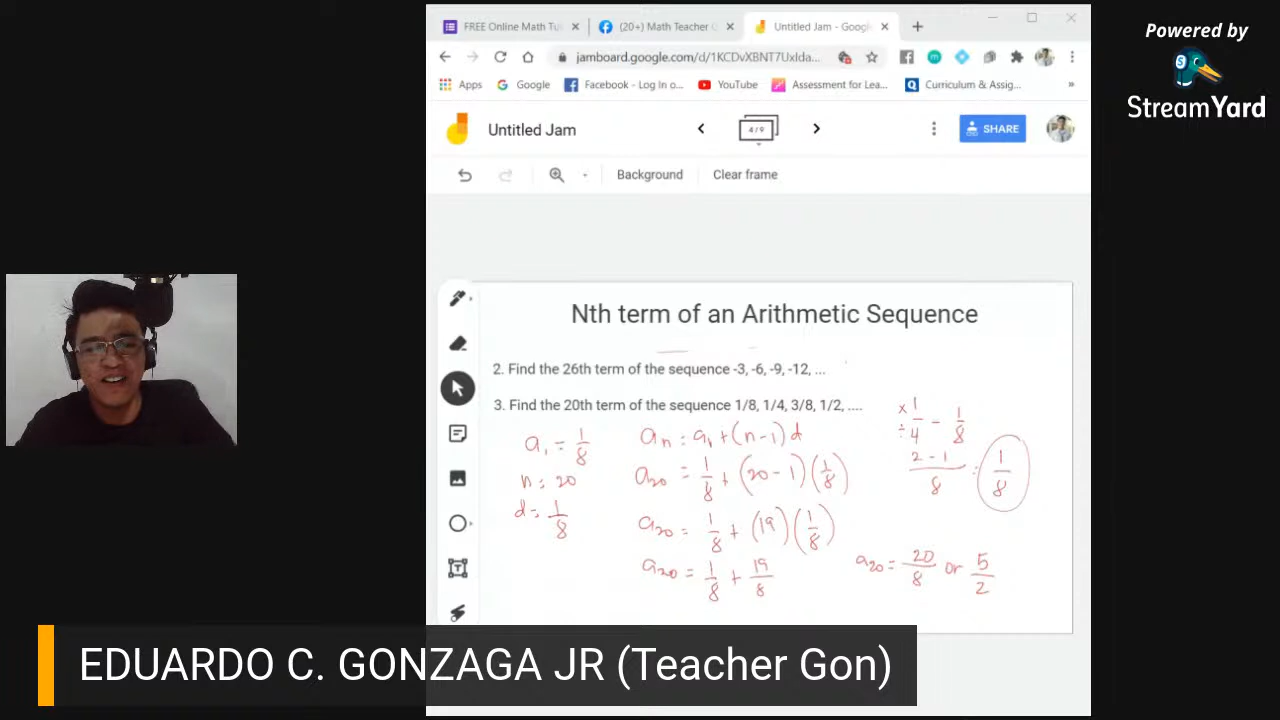 FREE Online Math Tu
(20+) Math Teacher G
Untitled Jam - Google
jamboard.google.com/d/1KCDvXBNT7UxIda...
Apps
Google
Facebook - Log In o...
YouTube
Assessment for Lea...
Curriculum & Assig...
»
Powered by
StreamYard
Untitled Jam
4 / 9
SHARE
Background
Clear frame
Nth term of an Arithmetic Sequence
2. Find the 26th term of the sequence -3, -6, -9, -12, ...
3. Find the 20th term of the sequence 1/8, 1/4, 3/8, 1/2, ....
a₁ = 1/8
n = 20
d = 1/8
aₙ = a₁ + (n-1)d
a₂₀ = 1/8 + (20-1)(1/8)
a₂₀ = 1/8 + (19)(1/8)
a₂₀ = 1/8 + 19/8
1/4 - 1/8
2-1/8 = 1/8
a₂₀ = 20/8 or 5/2
EDUARDO C. GONZAGA JR (Teacher Gon)